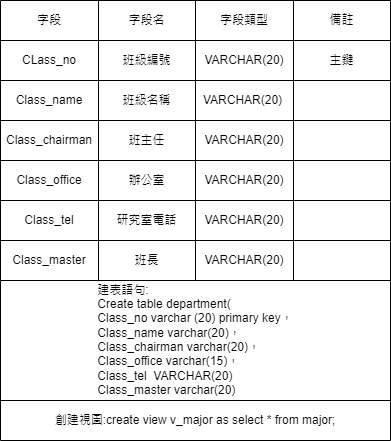 字段 字段名 字段類型 備註
CLass_no 班級編號 VARCHAR(20) 主鍵
Class_name 班級名稱 VARCHAR(20)
Class_chairman 班主任 VARCHAR(20)
Class_office 辦公室 VARCHAR(20)
Class_tel 研究室電話 VARCHAR(20)
Class_master 班長 VARCHAR(20)
建表語句:
Create table department(
Class_no varchar (20) primary key，
Class_name varchar(20)，
Class_chairman varchar(20)，
Class_office varchar(15)，
Class_tel VARCHAR(20)
Class_master varchar(20)
創建視圖:create view v_major as select * from major;